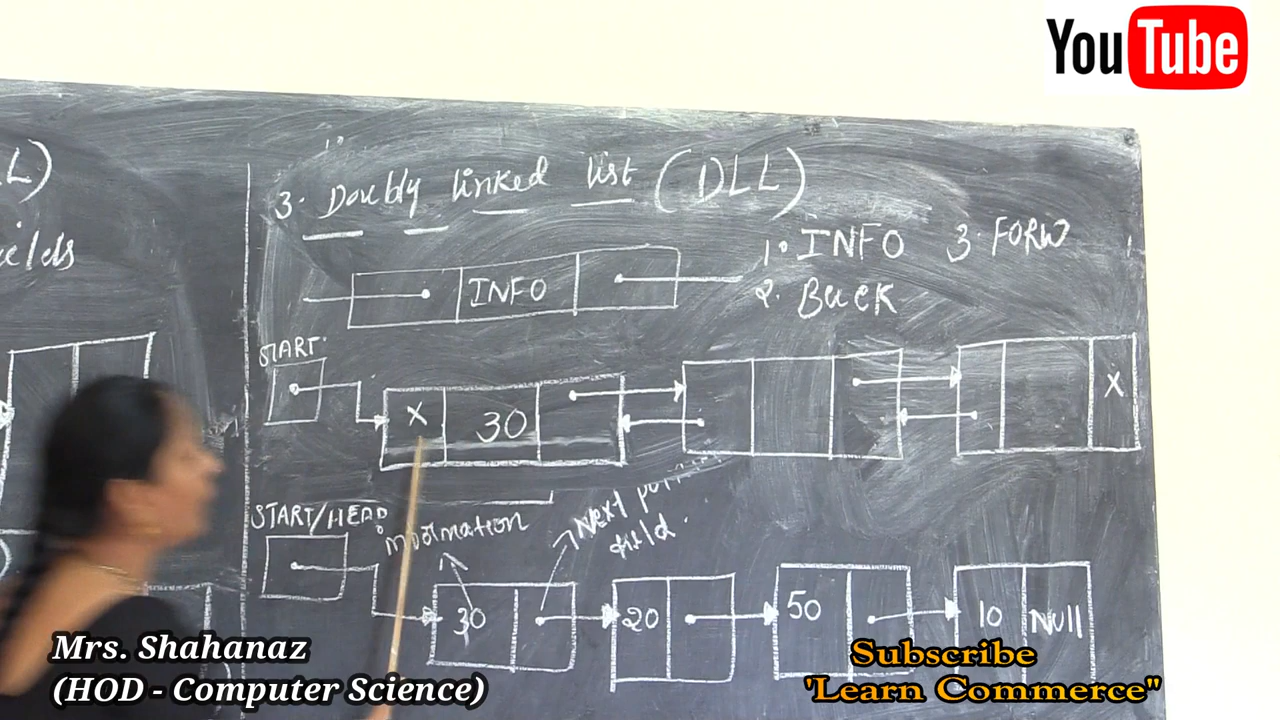 YouTube
L)
3. Doubly linked list (DLL)
1. INFO 3. FORW
2. Back
INFO
START
X 30
X
START/HEAD
information
Next
field.
30 20 50 10 Null
Mrs. Shahanaz
(HOD - Computer Science)
Subscribe
'Learn Commerce"